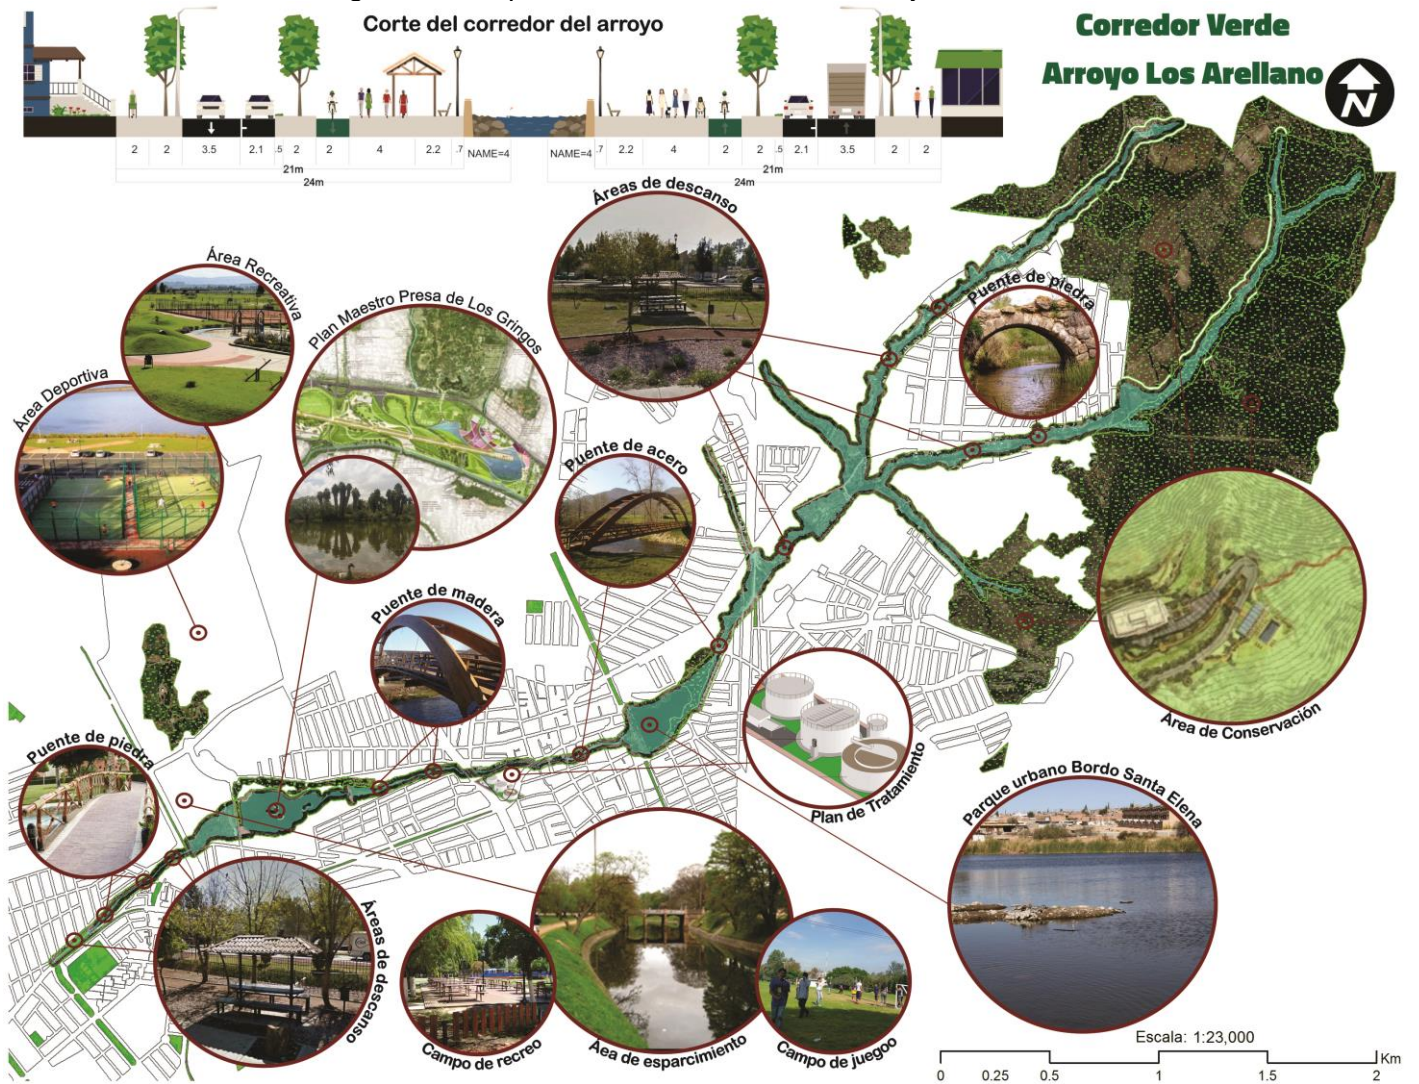 Corte del corredor del arroyo
Corredor Verde
Arroyo Los Arellano
N
2 2 3.5 2.1 .5 2 2 4 2.2 .7 NAME=4 NAME=4 .7 2.2 4 2 2 .5 2.1 3.5 2 2
21m 21m
24m 24m
Áreas de descanso
Área Recreativa
Plan Maestro Presa de Los Gringos
Puente de piedra
Área Deportiva
Puente de acero
Puente de madera
Área de Conservación
Plan de Tratamiento
Puente de piedra
Parque urbano Bordo Santa Elena
Áreas de descanso
Campo de recreo
Áea de esparcimiento
Campo de juegoo
Escala: 1:23,000
Km
0 0.25 0.5 1 1.5 2